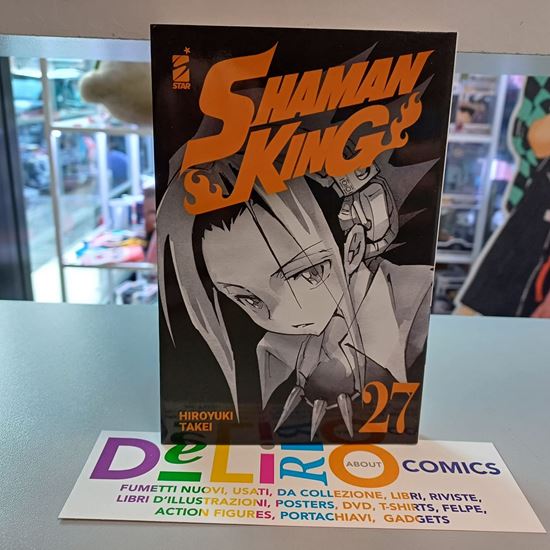 STAR
SHAMAN
KING
27
HIROYUKI
TAKEI
DeLiRiO
ABOUT
COMICS
FUMETTI NUOVI, USATI, DA COLLEZIONE, LIBRI, RIVISTE,
LIBRI D'ILLUSTRAZIONI, POSTERS, DVD, T-SHIRTS, FELPE,
ACTION FIGURES, PORTACHIAVI, GADGETS